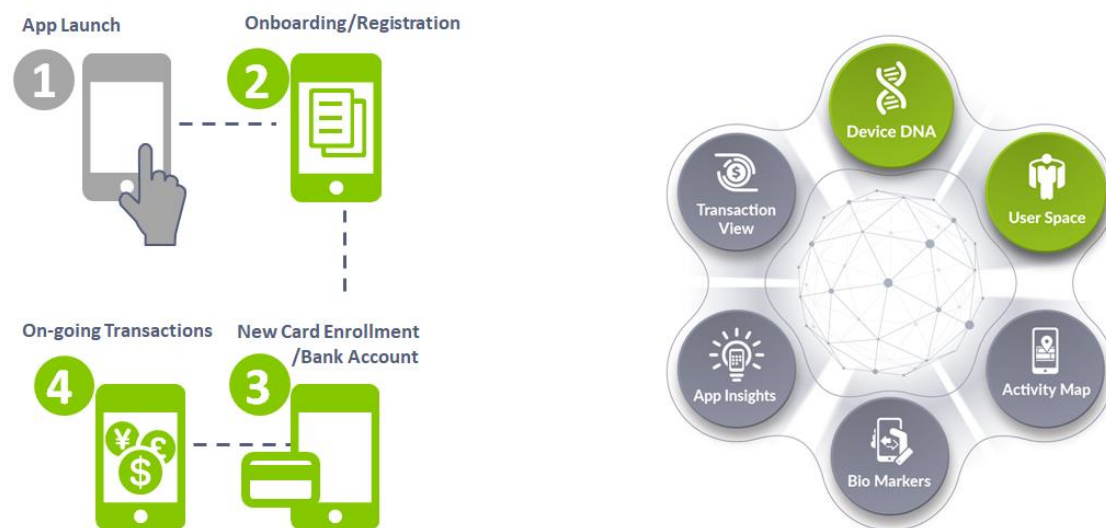 App Launch
1
Onboarding/Registration
2
New Card Enrollment
/Bank Account
3
On-going Transactions
4
¥
£
$
Device DNA
User Space
Activity Map
Bio Markers
App Insights
$
Transaction
View